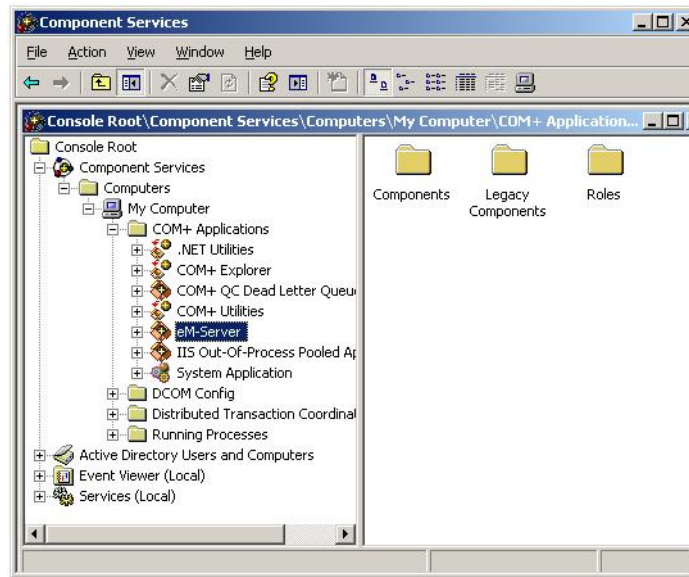 Component Services
File Action View Window Help
Console Root\Component Services\Computers\My Computer\COM+ Application...
Console Root
Component Services
Computers
My Computer
COM+ Applications
.NET Utilities
COM+ Explorer
COM+ QC Dead Letter Queu
COM+ Utilities
eM-Server
IIS Out-Of-Process Pooled Ap
System Application
DCOM Config
Distributed Transaction Coordinat
Running Processes
Active Directory Users and Computers
Event Viewer (Local)
Services (Local)
Components
Legacy
Components
Roles